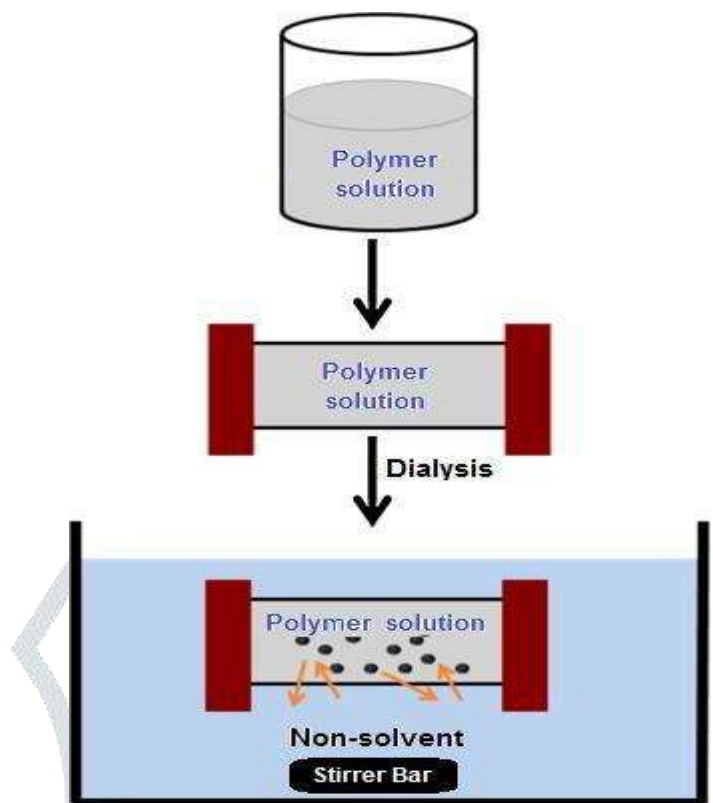 Polymer
solution
Polymer
solution
Dialysis
Polymer solution
Non-solvent
Stirrer Bar